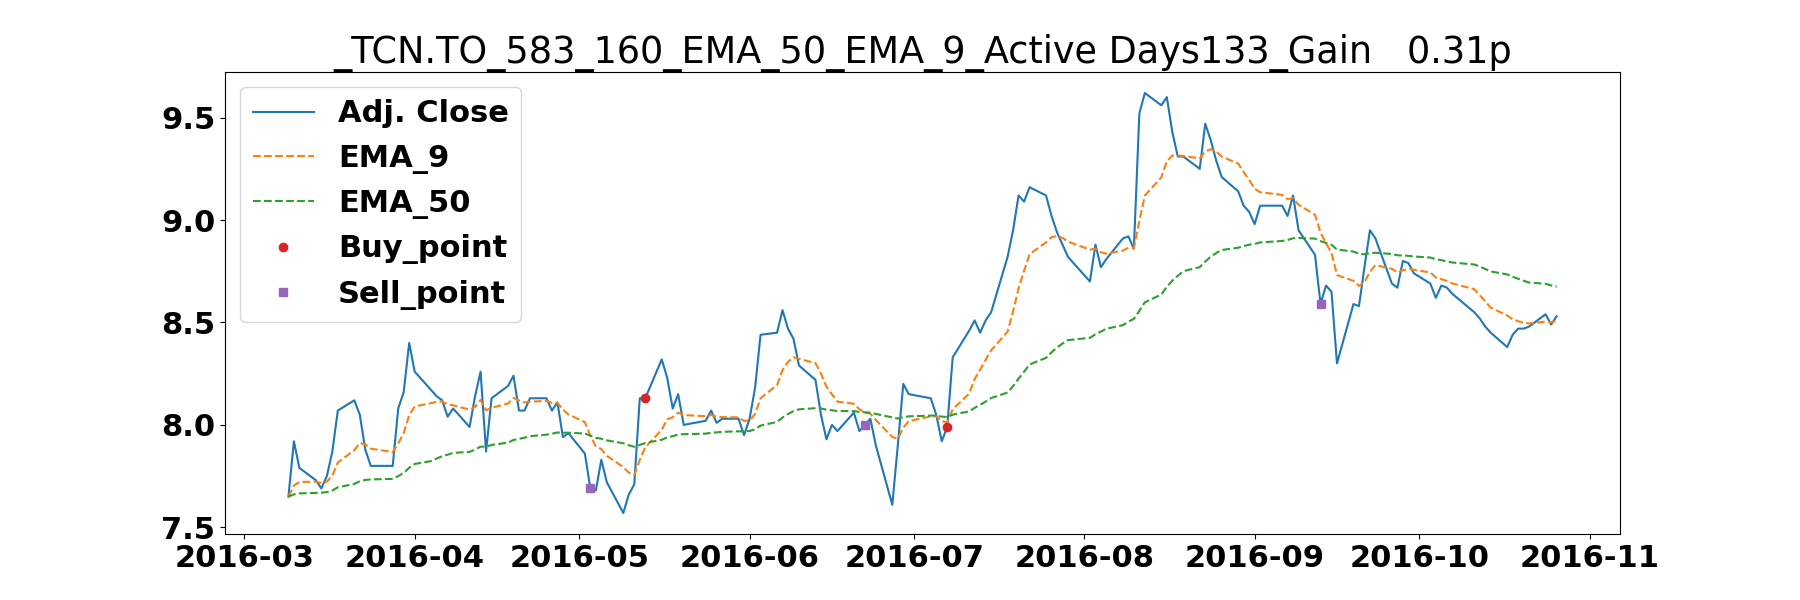 _TCN.TO_583_160_EMA_50_EMA_9_Active Days133_Gain   0.31p
Adj. Close
EMA_9
EMA_50
Buy_point
Sell_point
9.5
9.0
8.5
8.0
7.5
2016-03 2016-04 2016-05 2016-06 2016-07 2016-08 2016-09 2016-10 2016-11